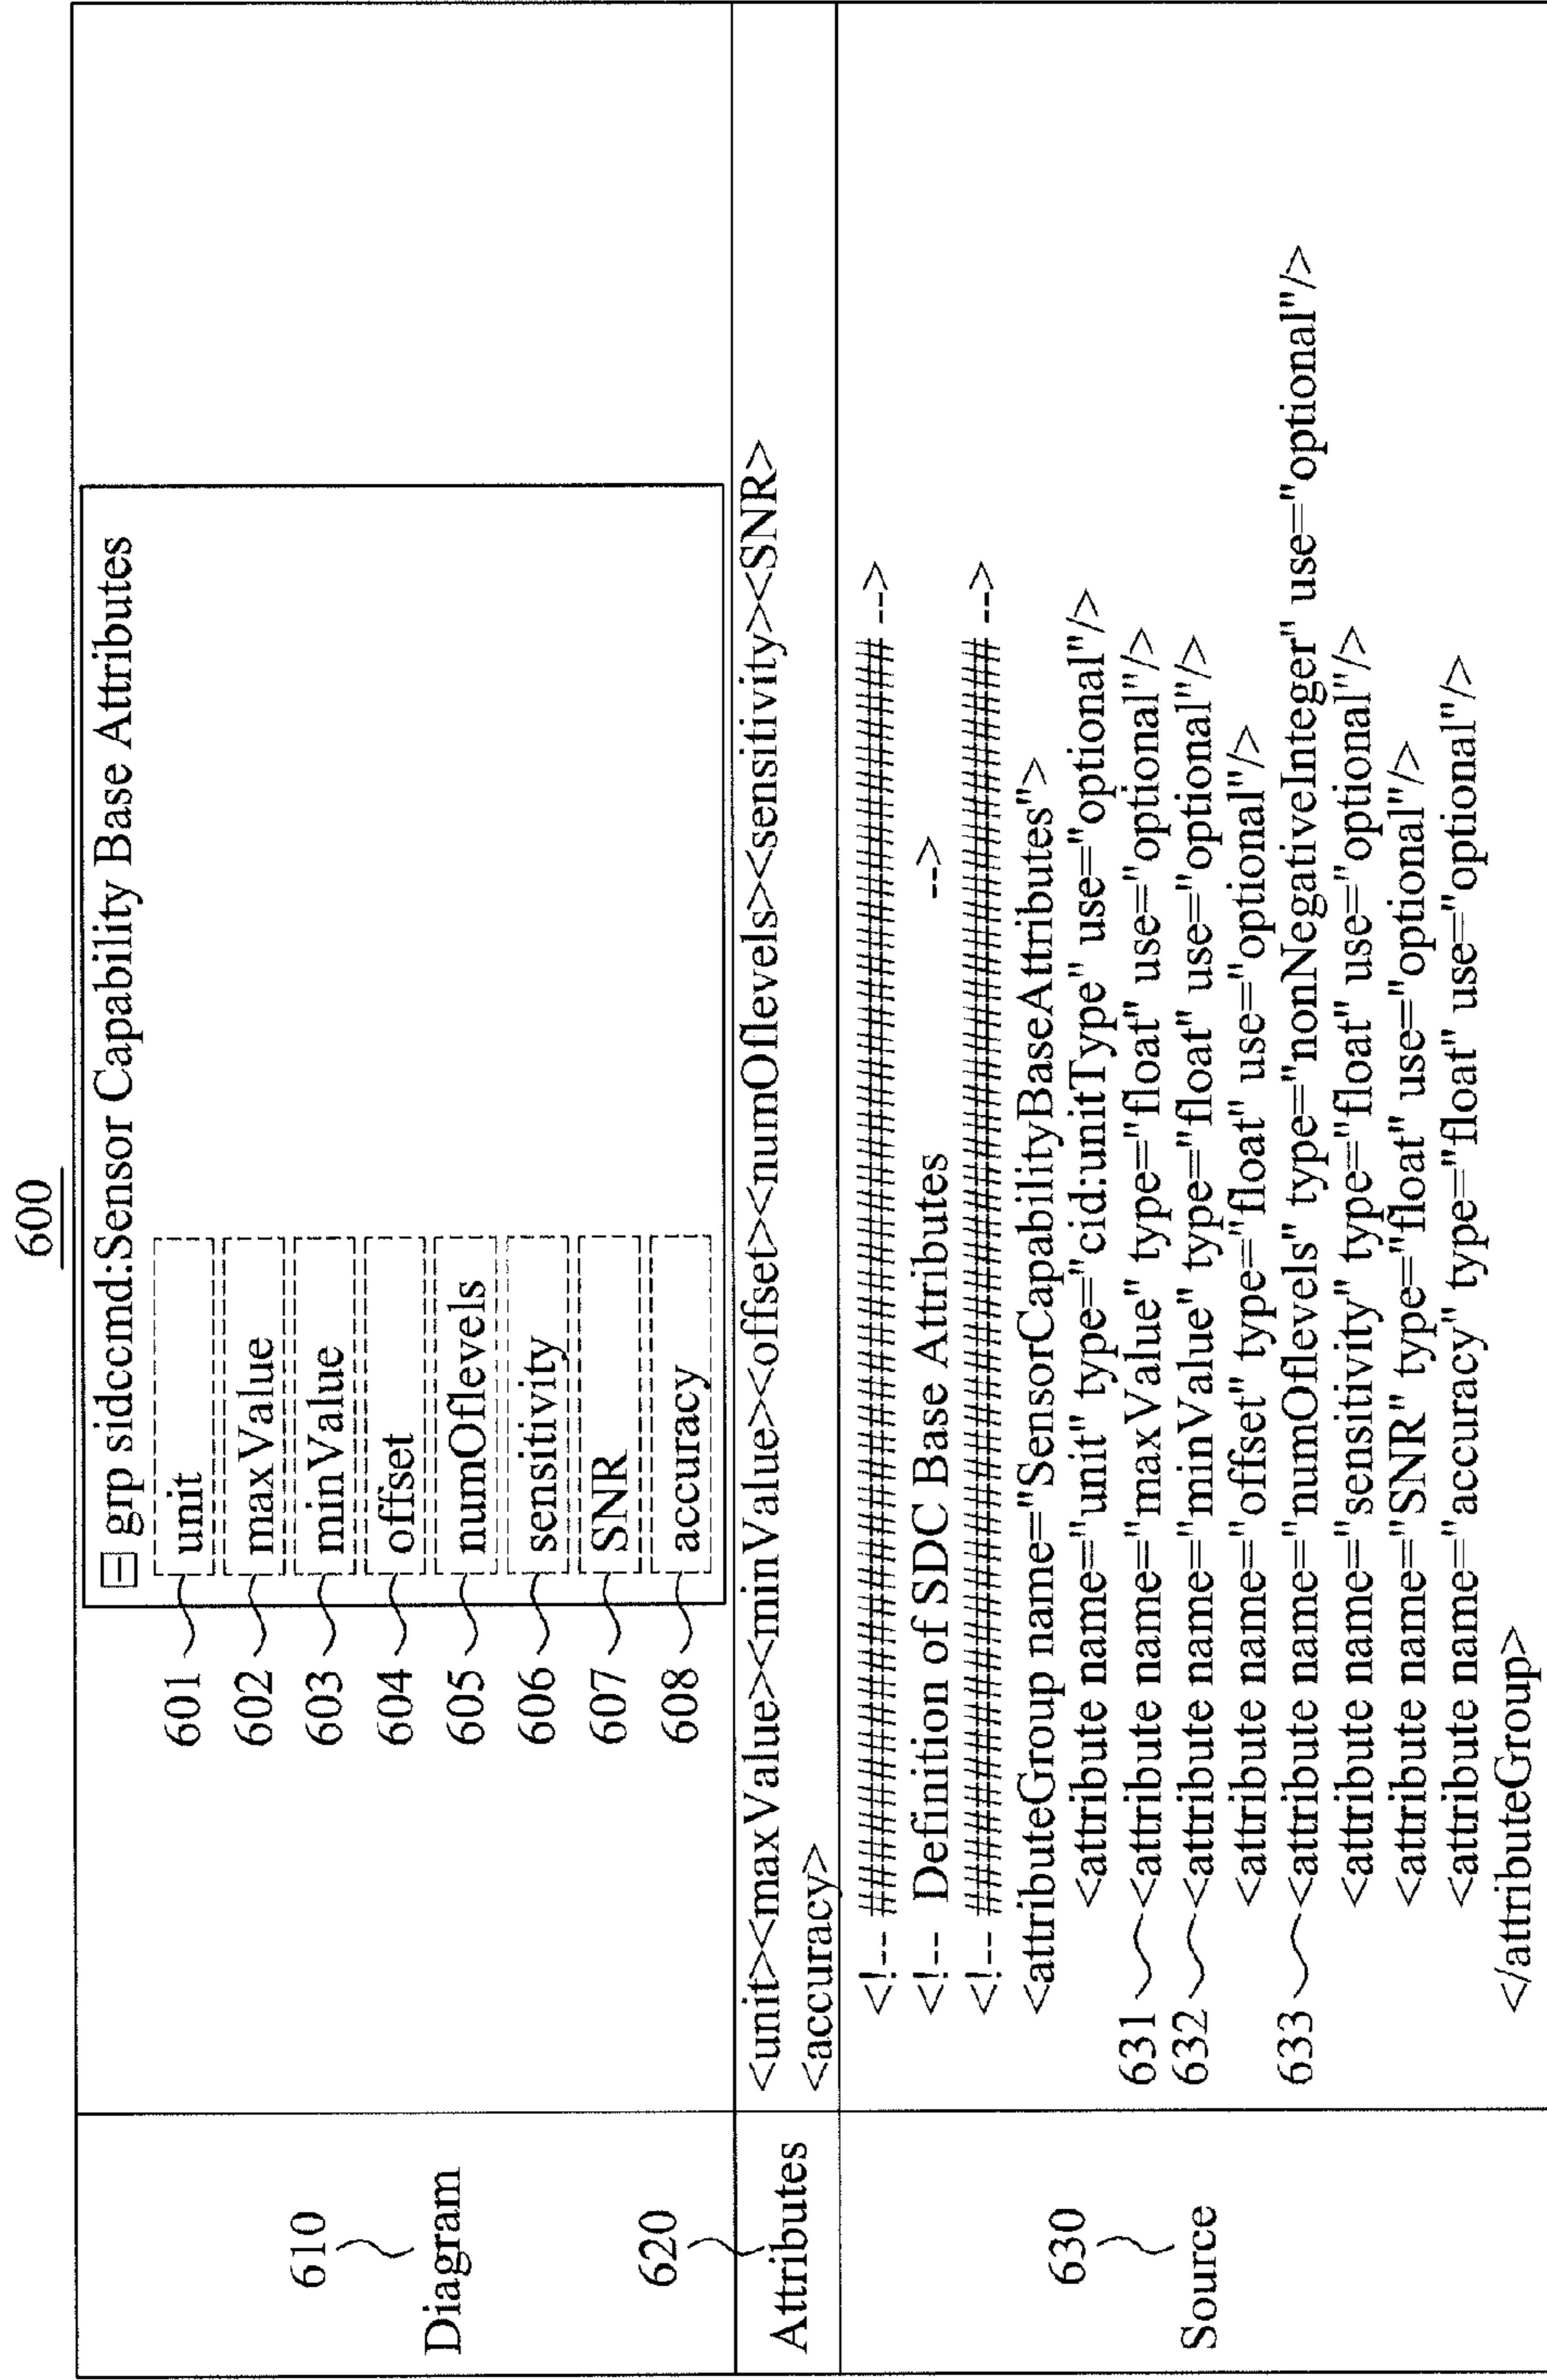 600
610
Diagram
⊟ grp sidccmd:Sensor Capability Base Attributes
601 unit
602 maxValue
603 minValue
604 offset
605 numOflevels
606 sensitivity
607 SNR
608 accuracy
620
Attributes
<unit><maxValue><minValue><offset><numOflevels><sensitivity><SNR>
<accuracy>
630
Source
<!-- ################################################ -->
<!-- Definition of SDC Base Attributes -->
<!-- ################################################ -->
<attributeGroup name="SensorCapabilityBaseAttributes">
<attribute name="unit" type="cid:unitType" use="optional"/>
631 <attribute name="maxValue" type="float" use="optional"/>
632 <attribute name="minValue" type="float" use="optional"/>
<attribute name="offset" type="float" use="optional"/>
633 <attribute name="numOflevels" type="nonNegativeInteger" use="optional"/>
<attribute name="sensitivity" type="float" use="optional"/>
<attribute name="SNR" type="float" use="optional"/>
<attribute name="accuracy" type="float" use="optional"/>
</attributeGroup>